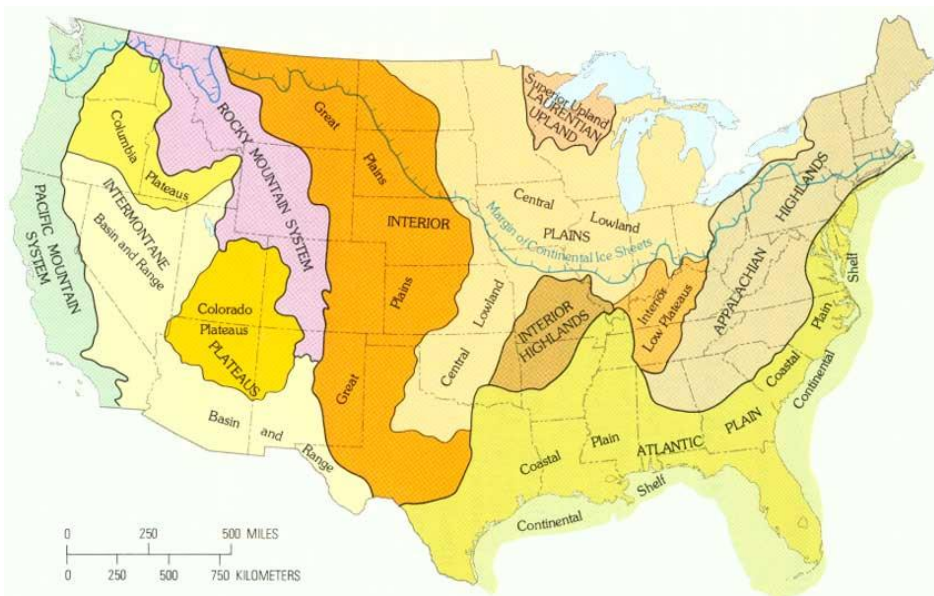 Superior Upland
LAURENTIAN
UPLAND
Great
Plains
ROCKY MOUNTAIN SYSTEM
Columbia
Plateaus
INTERMONTANE
Basin and Range
PACIFIC MOUNTAIN
SYSTEM
INTERIOR
Plains
Great
Central
Lowland
PLAINS
Margin of Continental Ice Sheets
HIGHLANDS
APPALACHIAN
Colorado
Plateaus
PLATEAUS
Lowland
Central
INTERIOR
HIGHLANDS
Interior
Low Plateaus
Shelf
Plain
Coastal
Continental
Basin and Range
Coastal Plain ATLANTIC PLAIN
Continental Shelf
0 250 500 MILES
0 250 500 750 KILOMETERS